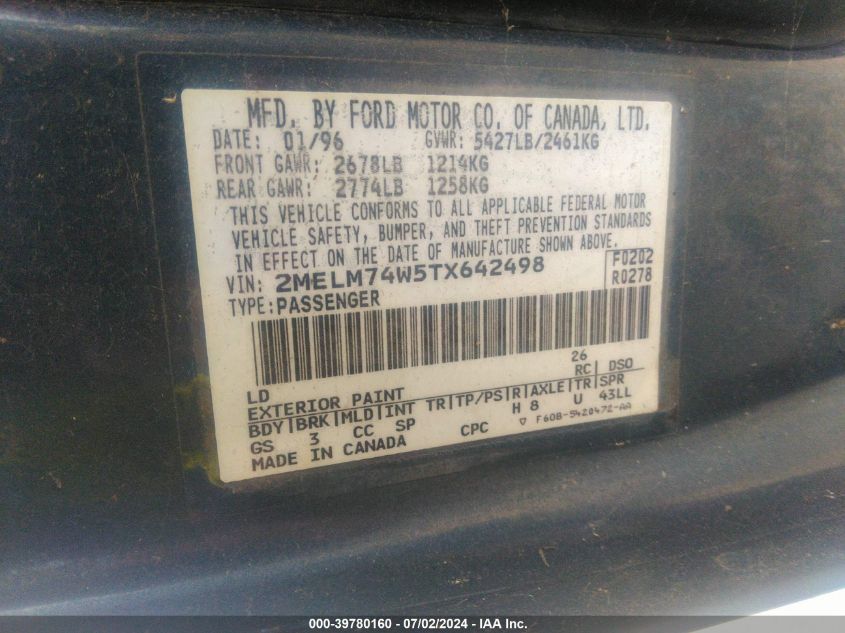 MFD. BY FORD MOTOR CO. OF CANADA, LTD.
DATE: 01/96 GVWR: 5427LB/2461KG
FRONT GAWR: 2678LB 1214KG
REAR GAWR: 2774LB 1258KG
THIS VEHICLE CONFORMS TO ALL APPLICABLE FEDERAL MOTOR
VEHICLE SAFETY, BUMPER, AND THEFT PREVENTION STANDARDS
IN EFFECT ON THE DATE OF MANUFACTURE SHOWN ABOVE.
VIN: 2MELM74W5TX642498 F0202
TYPE: PASSENGER R0278
26
LD RC| DSO
EXTERIOR PAINT
BDY|BRK|MLD|INT TR|TP/PS|R|AXLE|TR|SPR
GS 3 CC SP H 8 U 43LL
MADE IN CANADA CPC ▽ F60B-5420472-AA
000-39780160 - 07/02/2024 - IAA Inc.